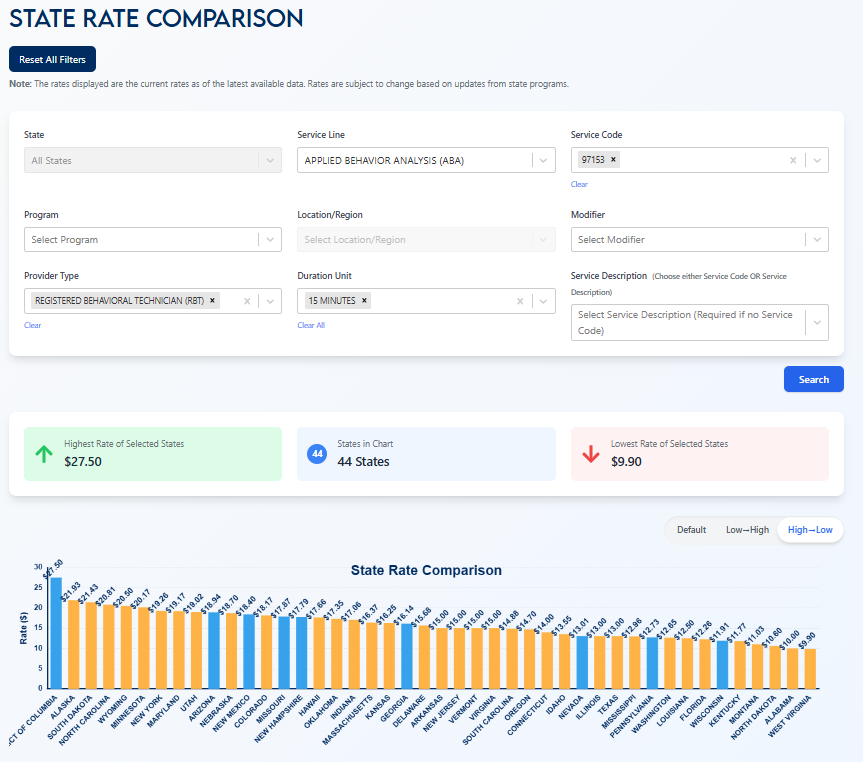 STATE RATE COMPARISON
Reset All Filters
Note: The rates displayed are the current rates as of the latest available data. Rates are subject to change based on updates from state programs.
State
Service Line
Service Code
All States
APPLIED BEHAVIOR ANALYSIS (ABA)
97153 ×
Clear
Program
Location/Region
Modifier
Select Program
Select Location/Region
Select Modifier
Provider Type
Duration Unit
Service Description (Choose either Service Code OR Service
Description)
REGISTERED BEHAVIORAL TECHNICIAN (RBT) ×
15 MINUTES ×
Select Service Description (Required if no Service
Code)
Clear
Clear All
Search
Highest Rate of Selected States
$27.50
44
States in Chart
44 States
Lowest Rate of Selected States
$9.90
Default
Low→High
High→Low
State Rate Comparison
Rate ($)
30
25
20
15
10
5
0
$27.50
$21.93
$21.43
$20.81
$20.50
$20.17
$19.26
$19.17
$19.02
$18.94
$18.70
$18.40
$18.17
$17.87
$17.79
$17.66
$17.35
$17.06
$16.37
$16.25
$16.14
$15.68
$15.00
$15.00
$15.00
$15.00
$14.88
$14.70
$14.00
$13.55
$13.01
$13.00
$13.00
$12.96
$12.73
$12.65
$12.50
$12.26
$11.91
$11.77
$11.03
$10.60
$10.00
$9.90
CT OF COLUMBIA
ALASKA
SOUTH DAKOTA
NORTH CAROLINA
WYOMING
MINNESOTA
NEW YORK
MARYLAND
UTAH
ARIZONA
NEBRASKA
NEW MEXICO
COLORADO
MISSOURI
NEW HAMPSHIRE
HAWAII
OKLAHOMA
INDIANA
MASSACHUSETTS
KANSAS
GEORGIA
DELAWARE
ARKANSAS
NEW JERSEY
VERMONT
VIRGINIA
SOUTH CAROLINA
OREGON
CONNECTICUT
IDAHO
NEVADA
ILLINOIS
TEXAS
MISSISSIPPI
PENNSYLVANIA
WASHINGTON
LOUISIANA
FLORIDA
WISCONSIN
KENTUCKY
MONTANA
NORTH DAKOTA
ALABAMA
WEST VIRGINIA